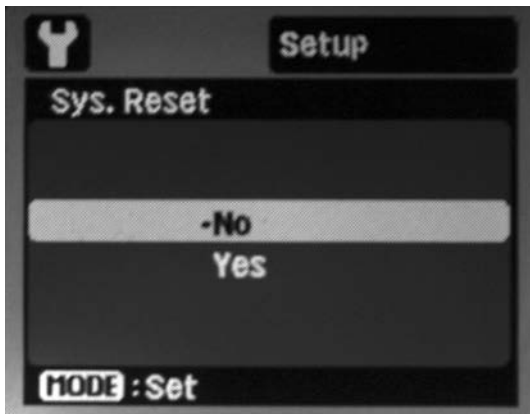 Setup
Sys. Reset
-No
Yes
MODE :Set